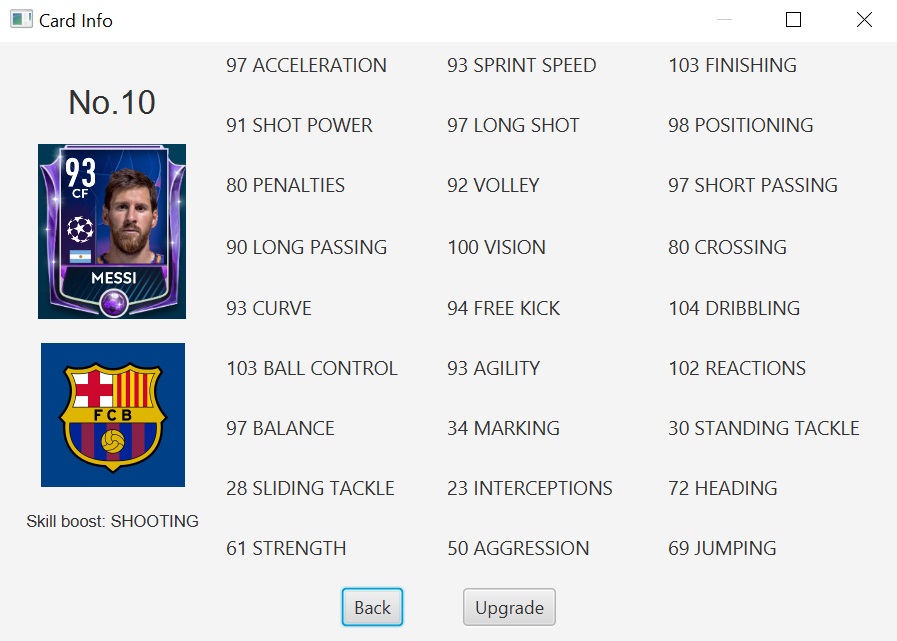 Card Info
No.10
93
CF
MESSI
FCB
Skill boost: SHOOTING
97 ACCELERATION
93 SPRINT SPEED
103 FINISHING
91 SHOT POWER
97 LONG SHOT
98 POSITIONING
80 PENALTIES
92 VOLLEY
97 SHORT PASSING
90 LONG PASSING
100 VISION
80 CROSSING
93 CURVE
94 FREE KICK
104 DRIBBLING
103 BALL CONTROL
93 AGILITY
102 REACTIONS
97 BALANCE
34 MARKING
30 STANDING TACKLE
28 SLIDING TACKLE
23 INTERCEPTIONS
72 HEADING
61 STRENGTH
50 AGGRESSION
69 JUMPING
Back
Upgrade